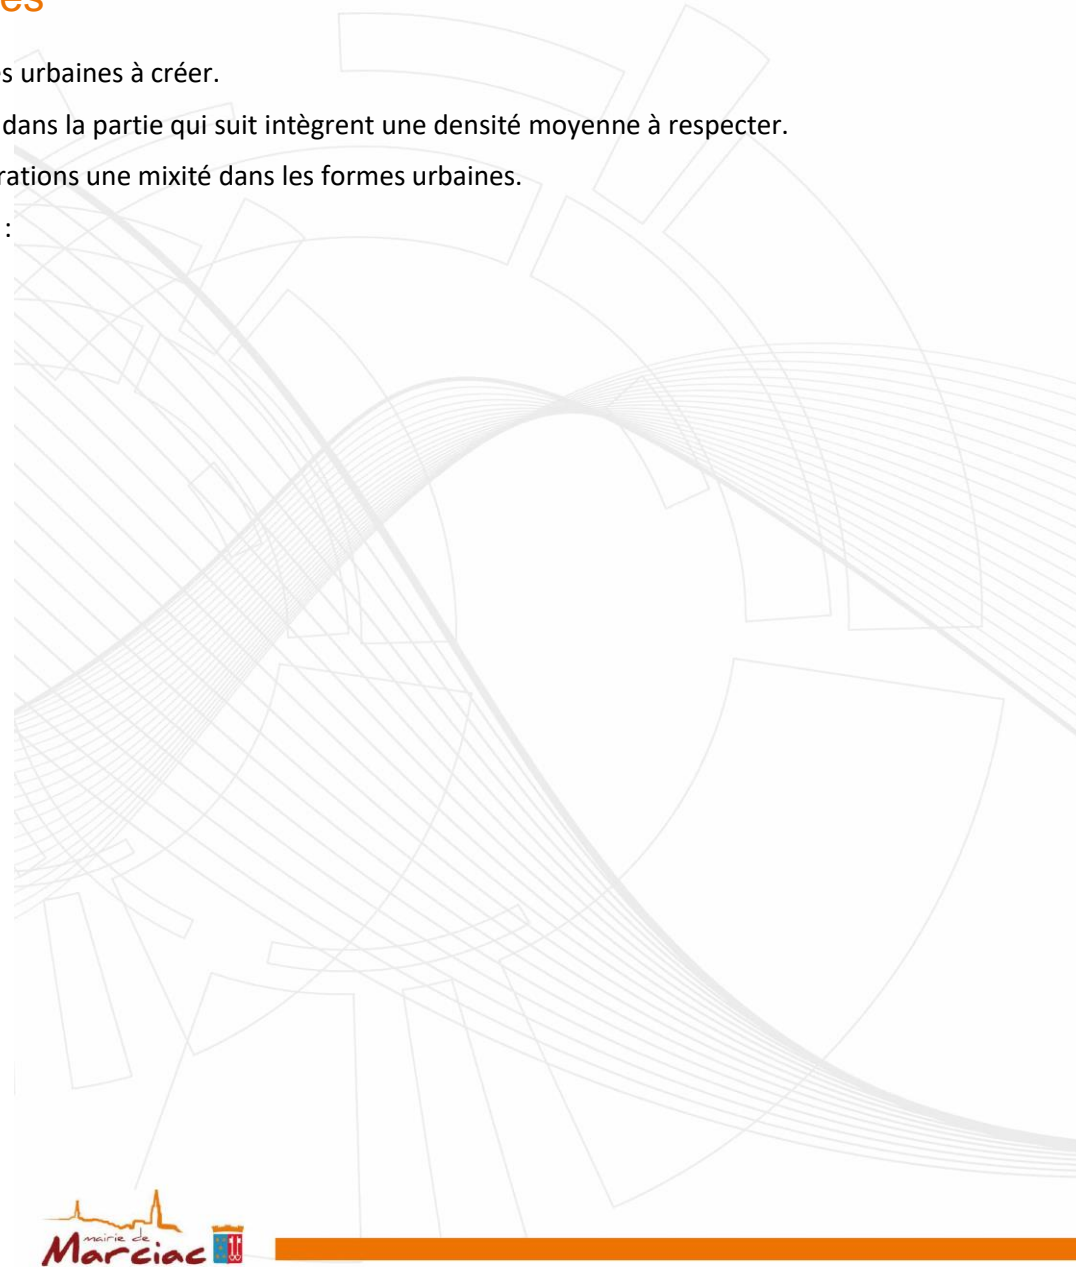 es
s urbaines à créer.
dans la partie qui suit intègrent une densité moyenne à respecter.
rations une mixité dans les formes urbaines.
:
mairie de
Marciac